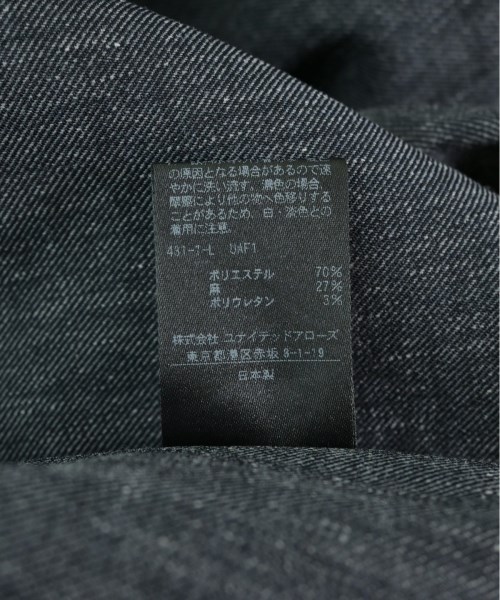 の原因となる場合があるので速
やかに洗い流す。濃色の場合、
摩擦により他の物へ色移りする
ことがあるため、白・淡色との
着用に注意。
431-7-L UAF1
ポリエステル 70%
麻 27%
ポリウレタン 3%
株式会社 ユナイテッドアローズ
東京都港区赤坂 8-1-19
日本製